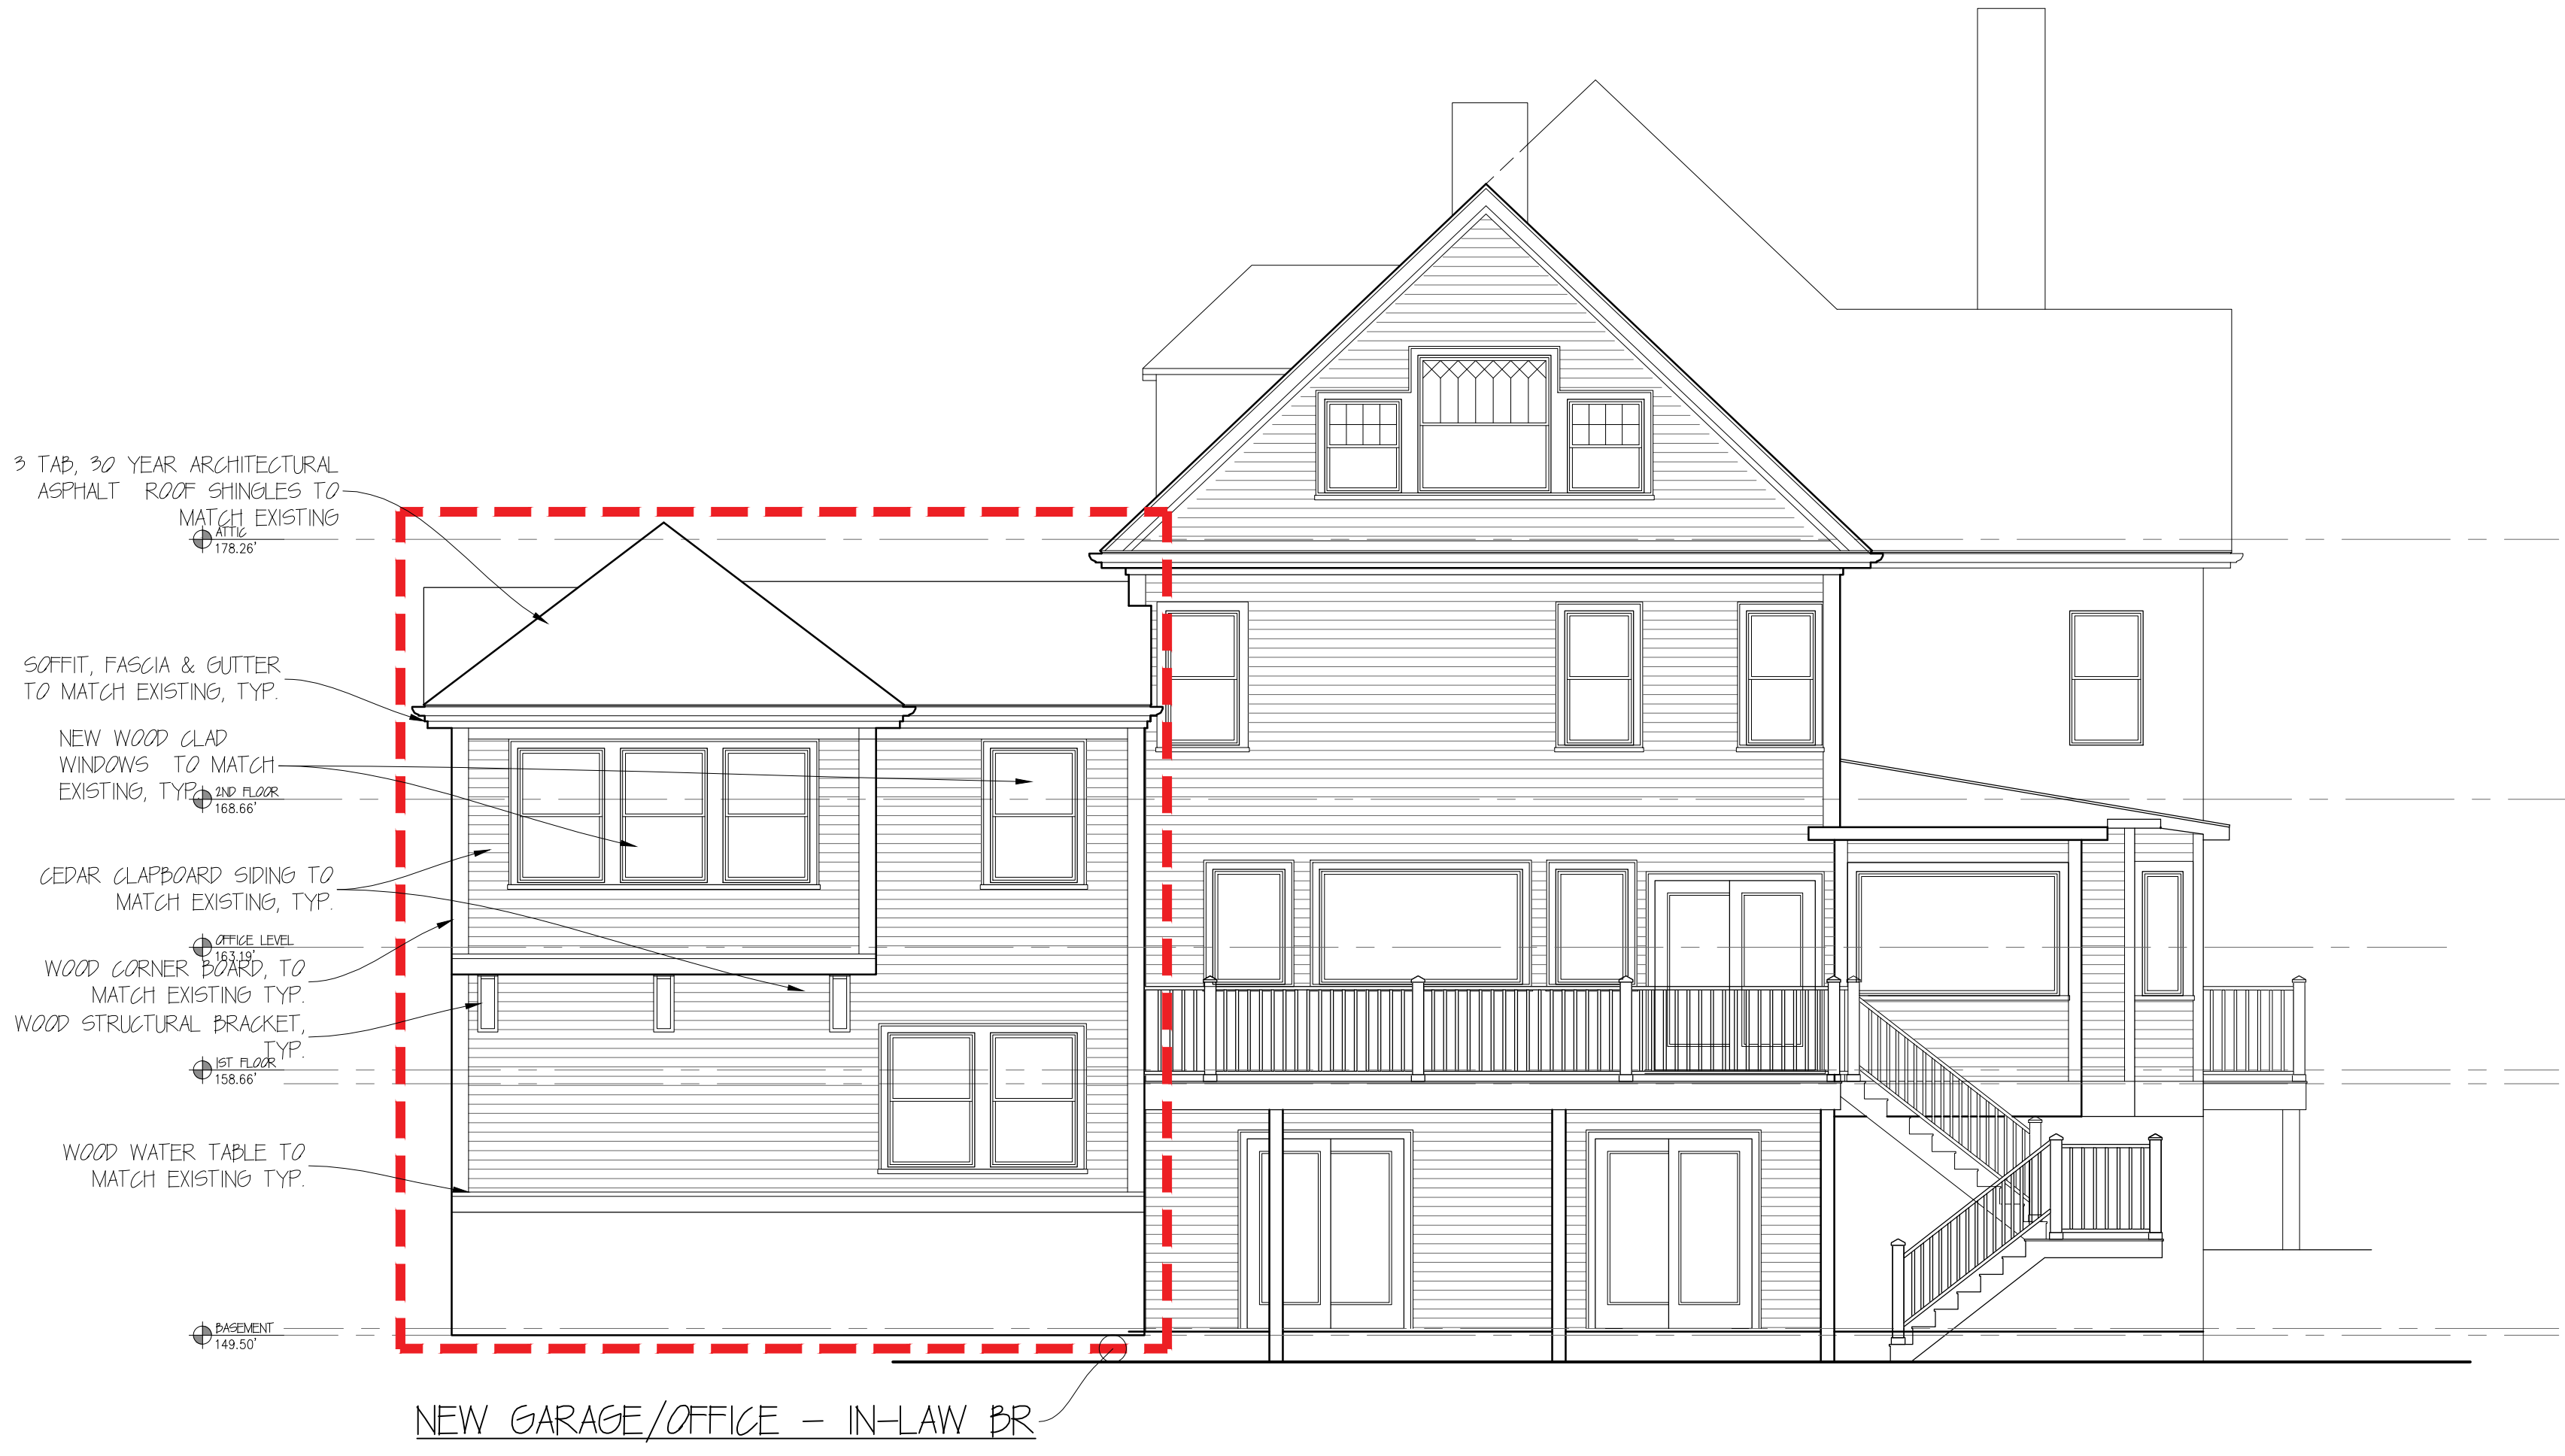 3 TAB, 30 YEAR ARCHITECTURAL
ASPHALT ROOF SHINGLES TO
MATCH EXISTING
ATTIC
178.26'
SOFFIT, FASCIA & GUTTER
TO MATCH EXISTING, TYP.
NEW WOOD CLAD
WINDOWS TO MATCH
EXISTING, TYP.
2ND FLOOR
168.66'
CEDAR CLAPBOARD SIDING TO
MATCH EXISTING, TYP.
OFFICE LEVEL
163.19'
WOOD CORNER BOARD, TO
MATCH EXISTING TYP.
WOOD STRUCTURAL BRACKET,
TYP.
1ST FLOOR
158.66'
WOOD WATER TABLE TO
MATCH EXISTING TYP.
BASEMENT
149.50'
NEW GARAGE/OFFICE - IN-LAW BR